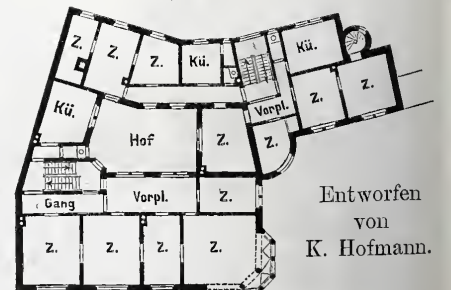 Z.
Z.
Z.
Kü.
Kü.
Kü.
Hof
Z.
Vorpl.
Z.
Z.
Z.
Gang
Vorpl.
Z.
Z.
Z.
Z.
Z.
Entworfen
von
K. Hofmann.